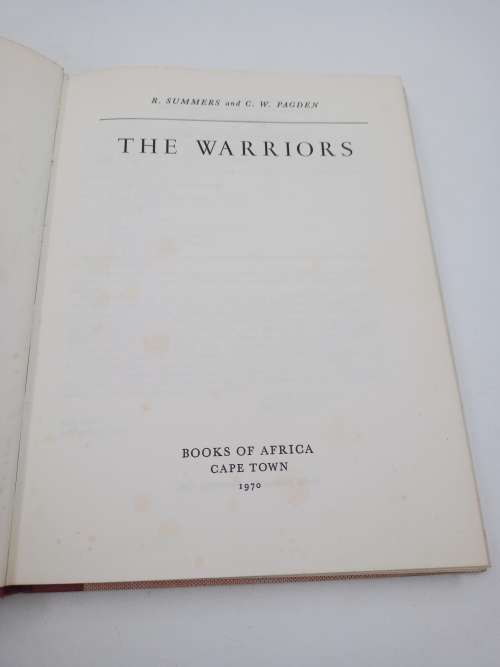 R. SUMMERS and C. W. PAGDEN
THE WARRIORS
BOOKS OF AFRICA
CAPE TOWN
1970